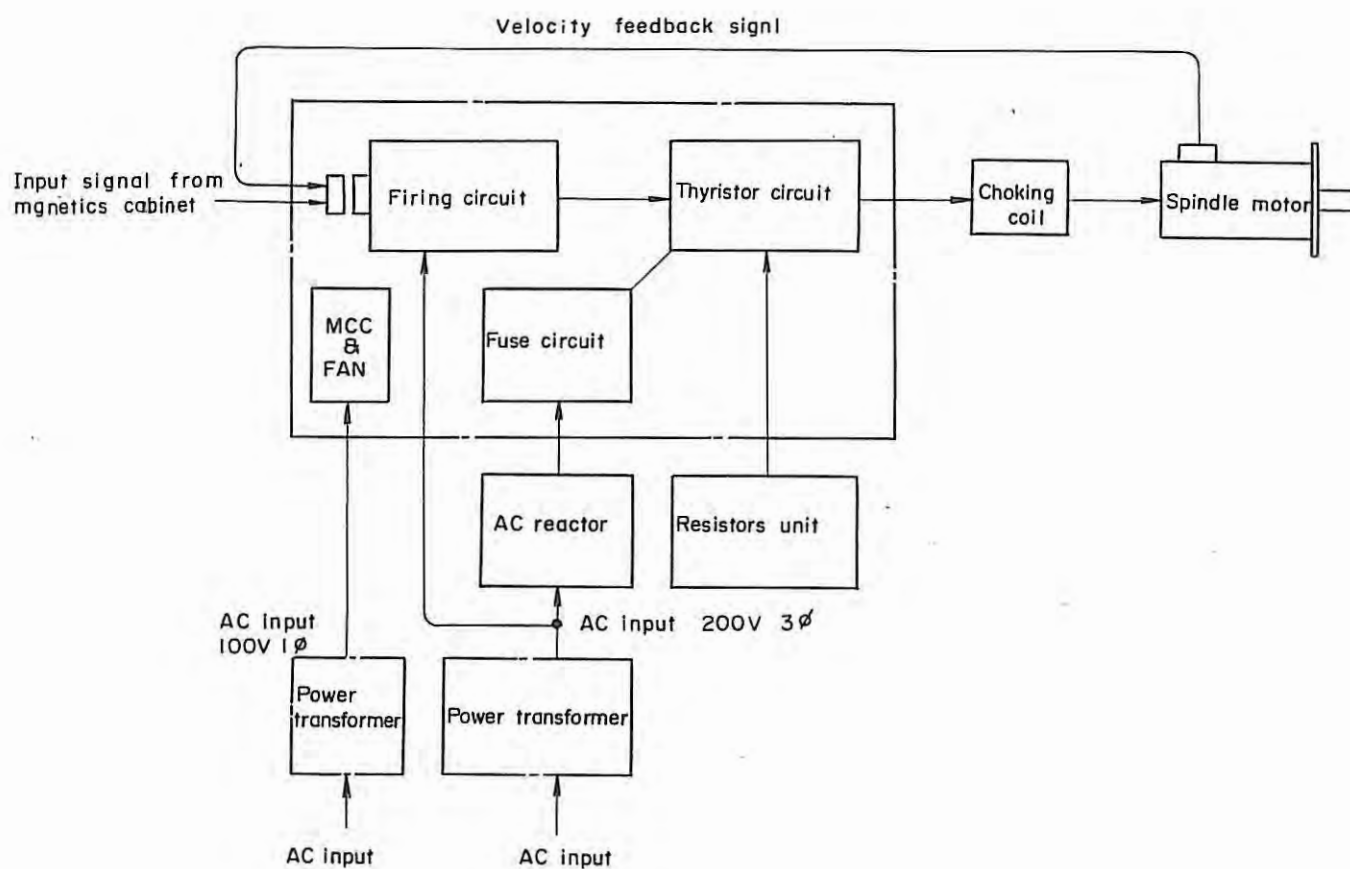 Velocity feedback signl
Input signal from
mgnetics cabinet
Firing circuit
Thyristor circuit
Choking
coil
Spindle motor
MCC
&
FAN
Fuse circuit
AC reactor
Resistors unit
AC input
100V 1ø
AC input 200V 3ø
Power
transformer
Power transformer
AC input
AC input